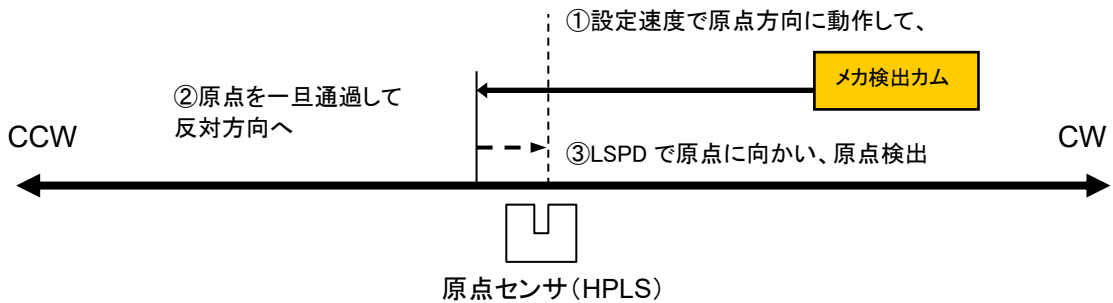 ①設定速度で原点方向に動作して、
メカ検出カム
②原点を一旦通過して
反対方向へ
CCW
CW
③LSPD で原点に向かい、原点検出
原点センサ(HPLS)